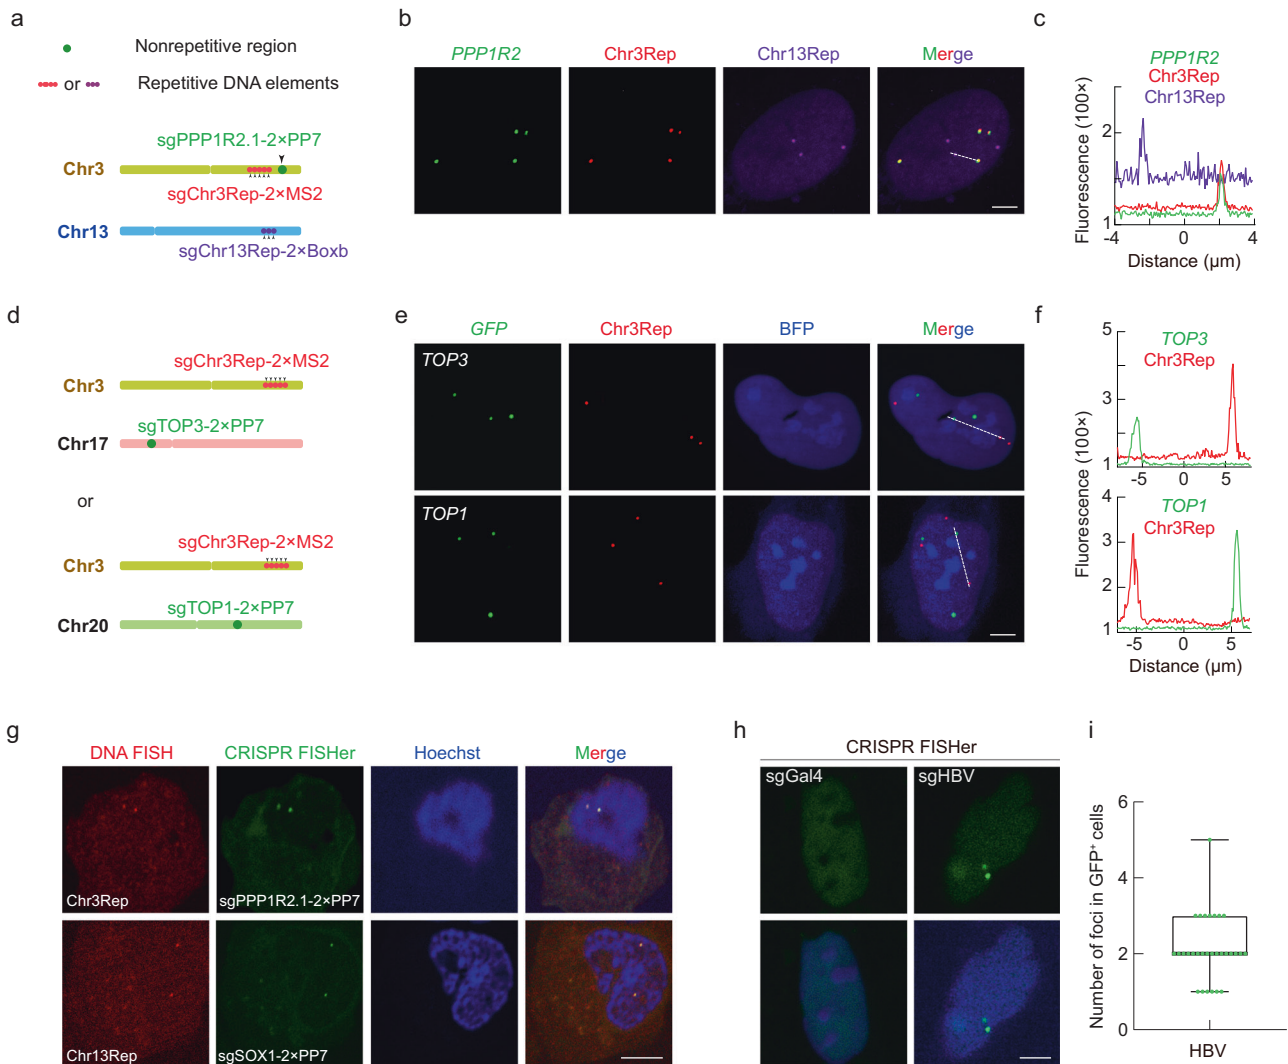 a
Nonrepetitive region
or
Repetitive DNA elements
sgPPP1R2.1-2×PP7
Chr3
sgChr3Rep-2×MS2
Chr13
sgChr13Rep-2×Boxb
b
PPP1R2
Chr3Rep
Chr13Rep
Merge
c
PPP1R2
Chr3Rep
Chr13Rep
Fluorescence (100×)
2
1
-4
0
4
Distance (µm)
d
sgChr3Rep-2×MS2
Chr3
sgTOP3-2×PP7
Chr17
or
sgChr3Rep-2×MS2
Chr3
sgTOP1-2×PP7
Chr20
e
GFP
Chr3Rep
BFP
Merge
TOP3
TOP1
f
5
TOP3
Chr3Rep
3
1
-5
0
5
4
TOP1
Chr3Rep
3
2
1
-5
0
5
Fluorescence (100×)
Distance (µm)
g
DNA FISH
CRISPR FISHer
Hoechst
Merge
Chr3Rep
sgPPP1R2.1-2×PP7
Chr13Rep
sgSOX1-2×PP7
h
CRISPR FISHer
sgGal4
sgHBV
i
Number of foci in GFP⁺ cells
6
4
2
0
HBV